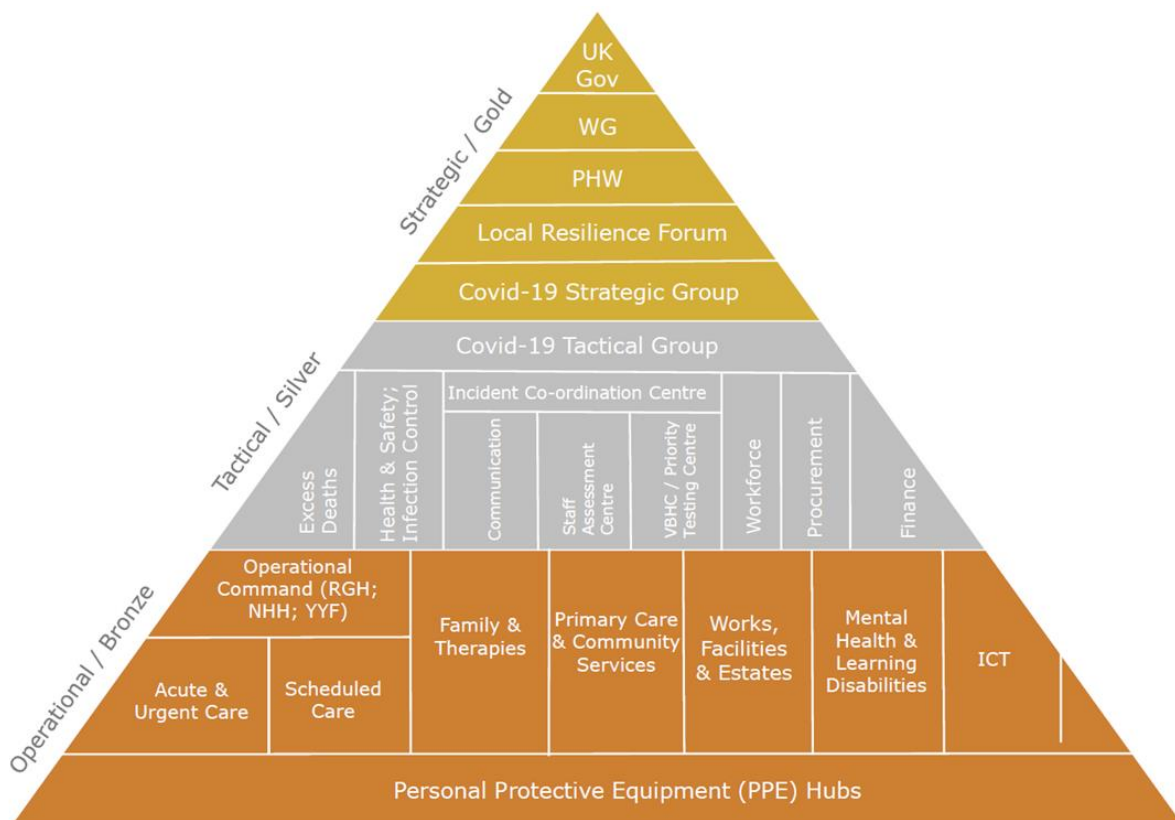 UK
Gov
WG
PHW
Local Resilience Forum
Covid-19 Strategic Group
Strategic / Gold
Covid-19 Tactical Group
Tactical / Silver
Excess
Deaths
Health & Safety;
Infection Control
Incident Co-ordination Centre
Communication
Staff
Assessment
Centre
VBHC / Priority
Testing Centre
Workforce
Procurement
Finance
Operational / Bronze
Operational
Command (RGH;
NHH; YYF)
Acute &
Urgent Care
Scheduled
Care
Family &
Therapies
Primary Care
& Community
Services
Works,
Facilities
& Estates
Mental
Health &
Learning
Disabilities
ICT
Personal Protective Equipment (PPE) Hubs